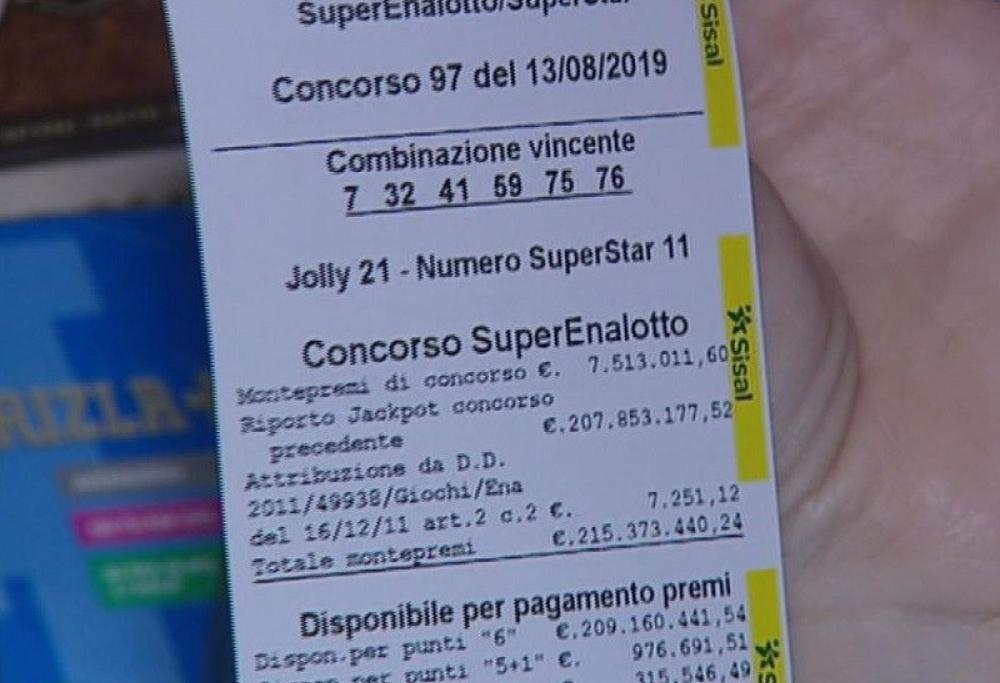 SuperEnalotto/SuperStar
Concorso 97 del 13/08/2019
Combinazione vincente
7 32 41 59 75 76
Jolly 21 - Numero SuperStar 11
Concorso SuperEnalotto
Montepremi di concorso €. 7.513.011,60
Riporto Jackpot concorso
precedente €.207.853.177,52
Attribuzione da D.D.
2011/49938/Giochi/Ena
del 16/12/11 art.2 c.2 €. 7.251,12
Totale montepremi €.215.373.440,24
Disponibile per pagamento premi
Dispon.per punti "6" €.209.160.441,54
Dispon.per punti "5+1" €. 976.691,51
315.546,49
Sisal
Sisal
S
RIZLA+